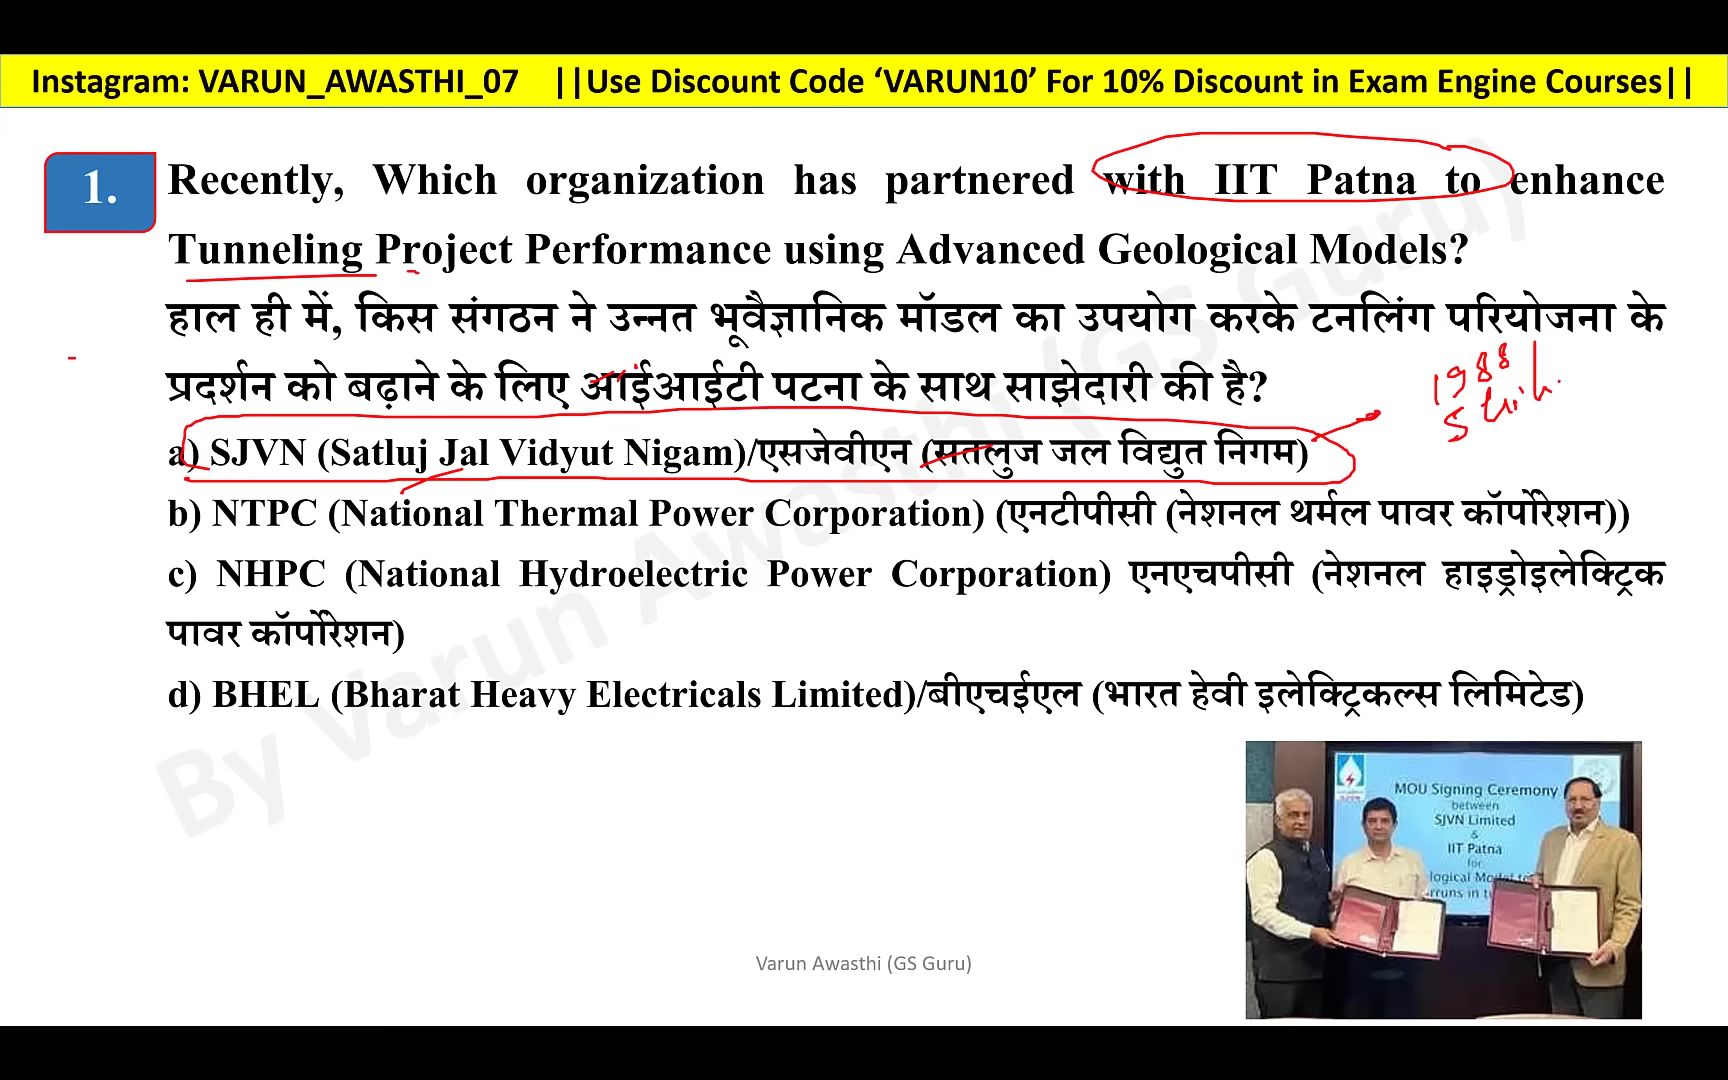 Instagram: VARUN_AWASTHI_07 ||Use Discount Code ‘VARUN10’ For 10% Discount in Exam Engine Courses||
1. Recently, Which organization has partnered with IIT Patna to enhance
Tunneling Project Performance using Advanced Geological Models?
हाल ही में, किस संगठन ने उन्नत भूवैज्ञानिक मॉडल का उपयोग करके टनलिंग परियोजना के
प्रदर्शन को बढ़ाने के लिए आईआईटी पटना के साथ साझेदारी की है?
1988
a) SJVN (Satluj Jal Vidyut Nigam)/एसजेवीएन (सतलुज जल विद्युत निगम)
b) NTPC (National Thermal Power Corporation) (एनटीपीसी (नेशनल थर्मल पावर कॉर्पोरेशन))
c) NHPC (National Hydroelectric Power Corporation) एनएचपीसी (नेशनल हाइड्रोइलेक्ट्रिक
पावर कॉर्पोरेशन)
d) BHEL (Bharat Heavy Electricals Limited)/बीएचईएल (भारत हेवी इलेक्ट्रिकल्स लिमिटेड)
By Varun Awasthi (GS Guru)
MOU Signing Ceremony
between
SJVN Limited
&
IIT Patna
for
Varun Awasthi (GS Guru)